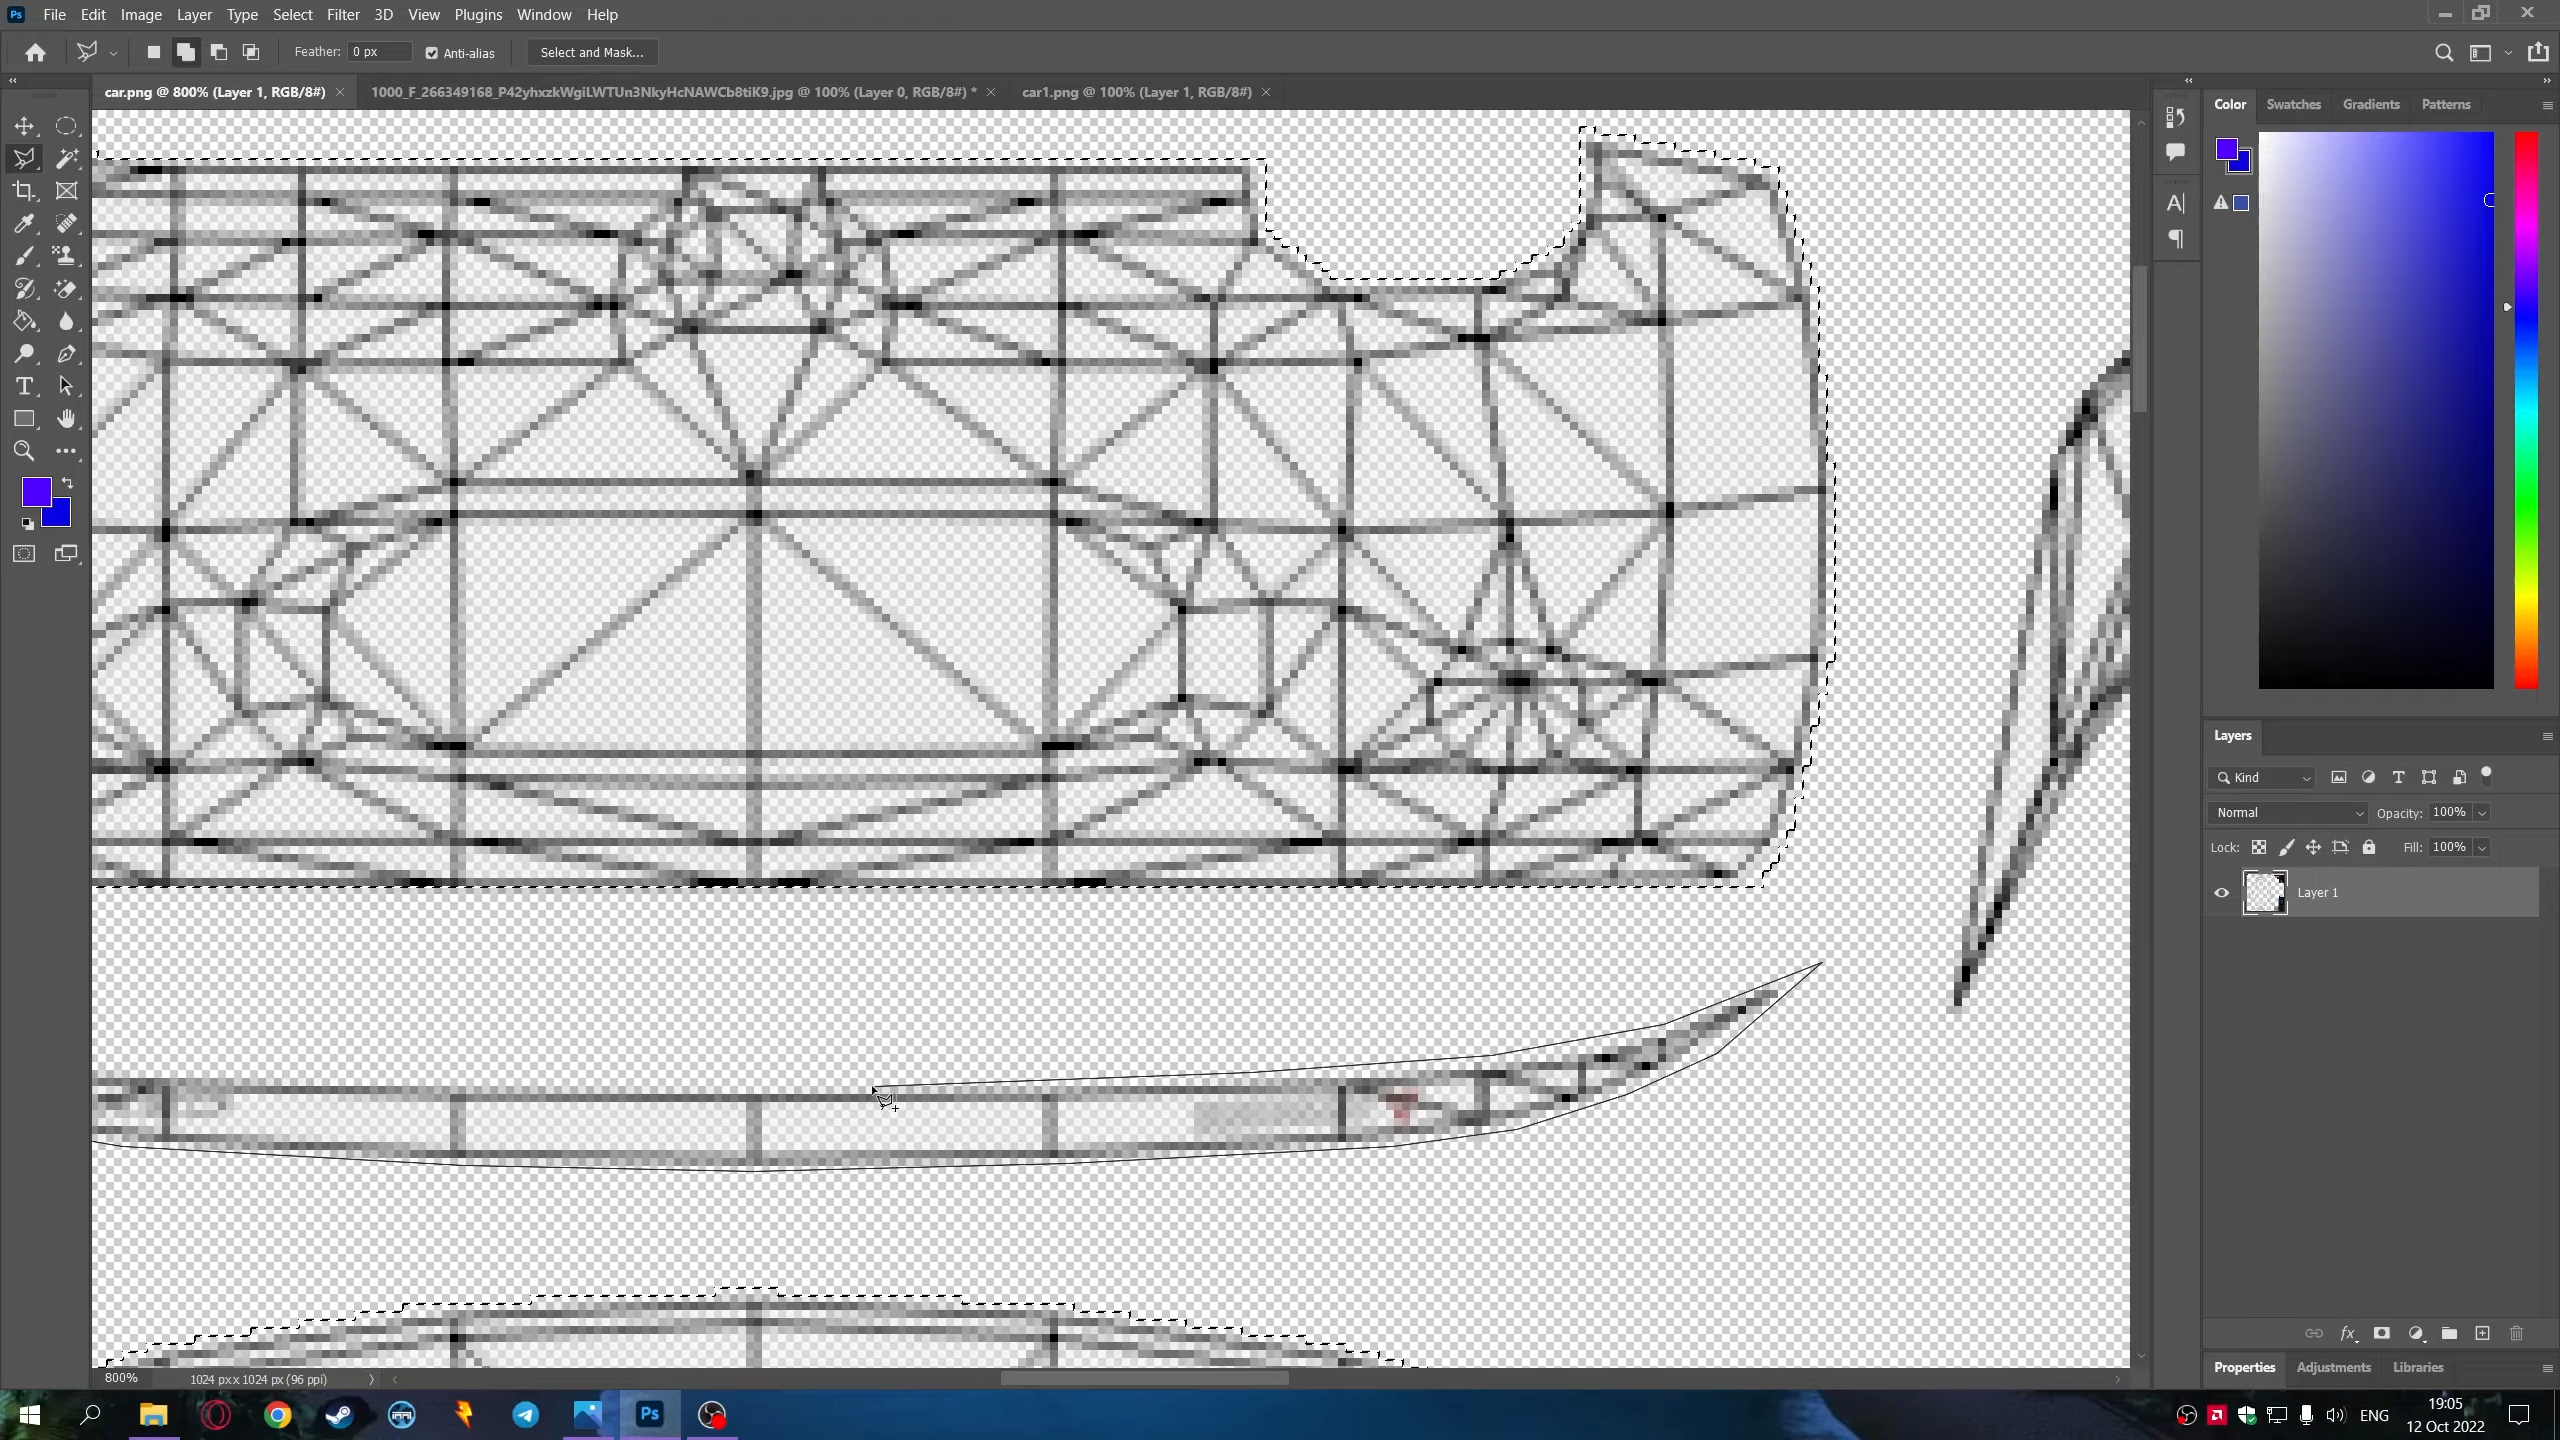 Ps File Edit Image Layer Type Select Filter 3D View Plugins Window Help
Feather: 0 px Anti-alias Select and Mask...
car.png @ 800% (Layer 1, RGB/8#) 1000_F_266349168_P42yhxzkWgiLWTUn3NkyHcNAWCb8tiK9.jpg @ 100% (Layer 0, RGB/8#) * car1.png @ 100% (Layer 1, RGB/8#)
Color Swatches Gradients Patterns
Layers
Kind
Normal Opacity: 100%
Lock: Fill: 100%
Layer 1
fx
Properties Adjustments Libraries
800% 1024 px x 1024 px (96 ppi)
Ps ENG 19:05
12 Oct 2022